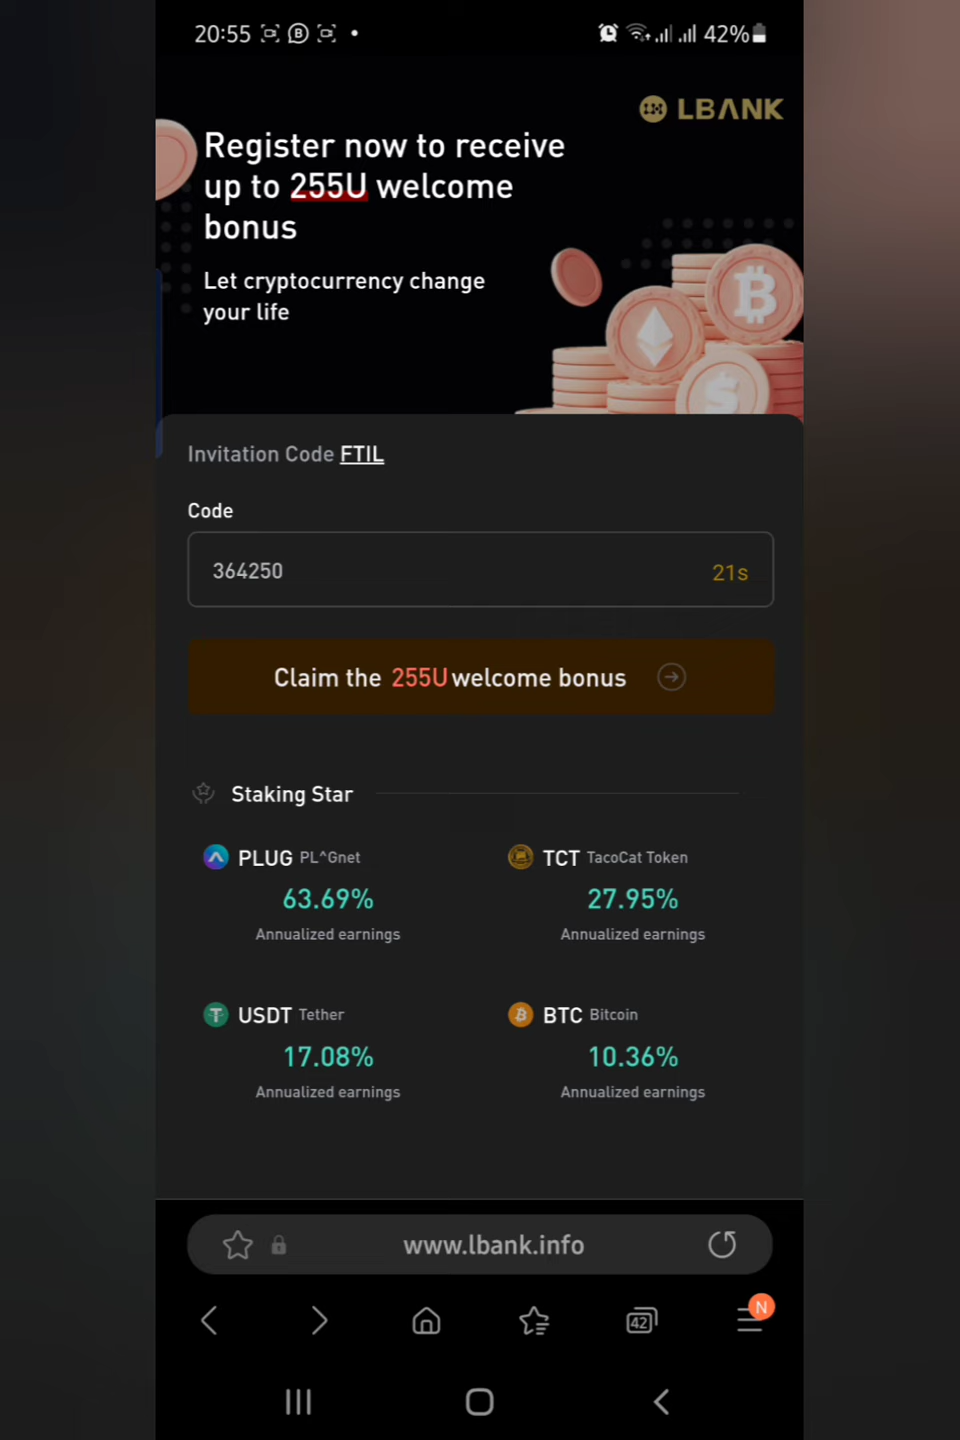 20:55
42%
LBANK
Register now to receive
up to 255U welcome
bonus
Let cryptocurrency change
your life
Invitation Code FTIL
Code
364250 21s
Claim the 255U welcome bonus
Staking Star
PLUG PL^Gnet
63.69%
Annualized earnings
TCT TacoCat Token
27.95%
Annualized earnings
USDT Tether
17.08%
Annualized earnings
BTC Bitcoin
10.36%
Annualized earnings
www.lbank.info
42
N